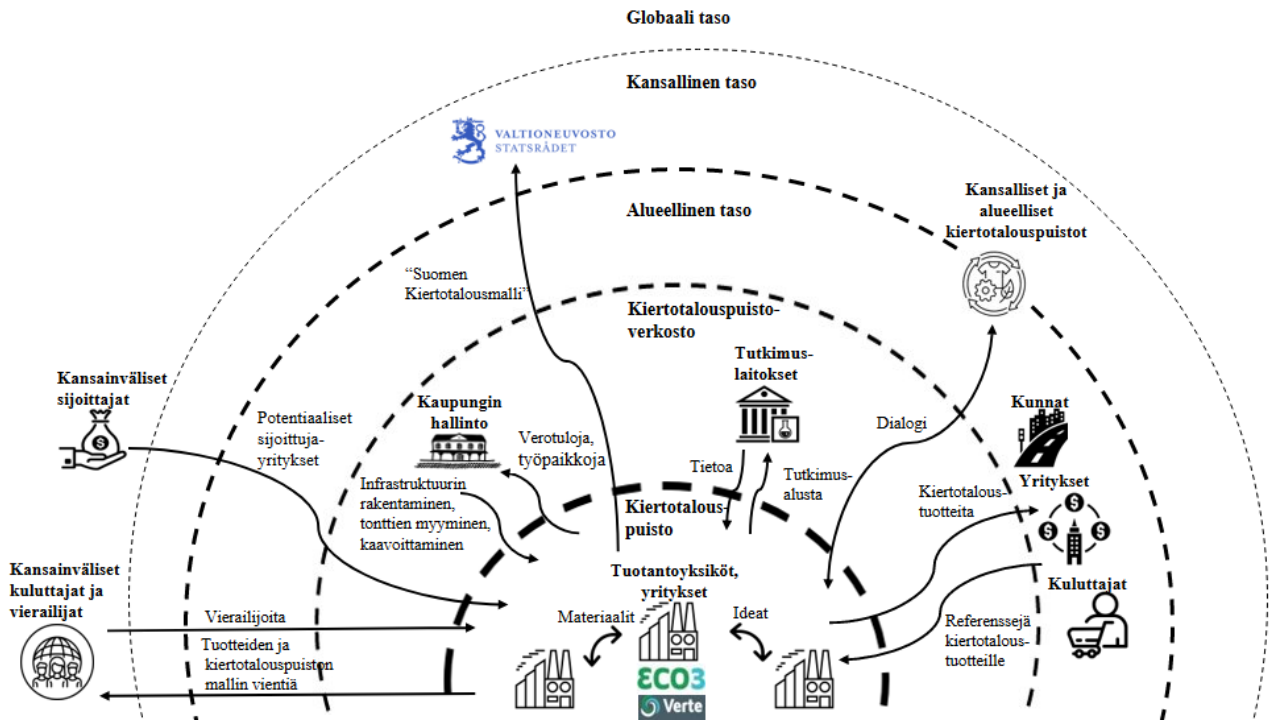 Globaali taso
Kansallinen taso
VALTIONEUVOSTO
STATSRÅDET
Alueellinen taso
Kansalliset ja
alueelliset
kiertotalouspuistot
“Suomen
Kiertotalousmalli”
Kiertotalouspuisto-
verkosto
Tutkimus-
laitokset
Kansainväliset
sijoittajat
Potentiaaliset
sijoittuja-
yritykset
Kaupungin
hallinto
Verotuloja,
työpaikkoja
Dialogi
Kunnat
Tietoa
Tutkimus-
alusta
Infrastruktuurin
rakentaminen,
tonttien myyminen,
kaavoittaminen
Kiertotalous-
puisto
Kiertotalous-
tuotteita
Yritykset
Kansainväliset
kuluttajat ja
vierailijat
Tuotantoyksiköt,
yritykset
Kuluttajat
Vierailijoita
Materiaalit
Ideat
Referenssejä
kiertotalous-
tuotteille
Tuotteiden ja
kiertotalouspuiston
mallin vientiä
ECO3
Verte